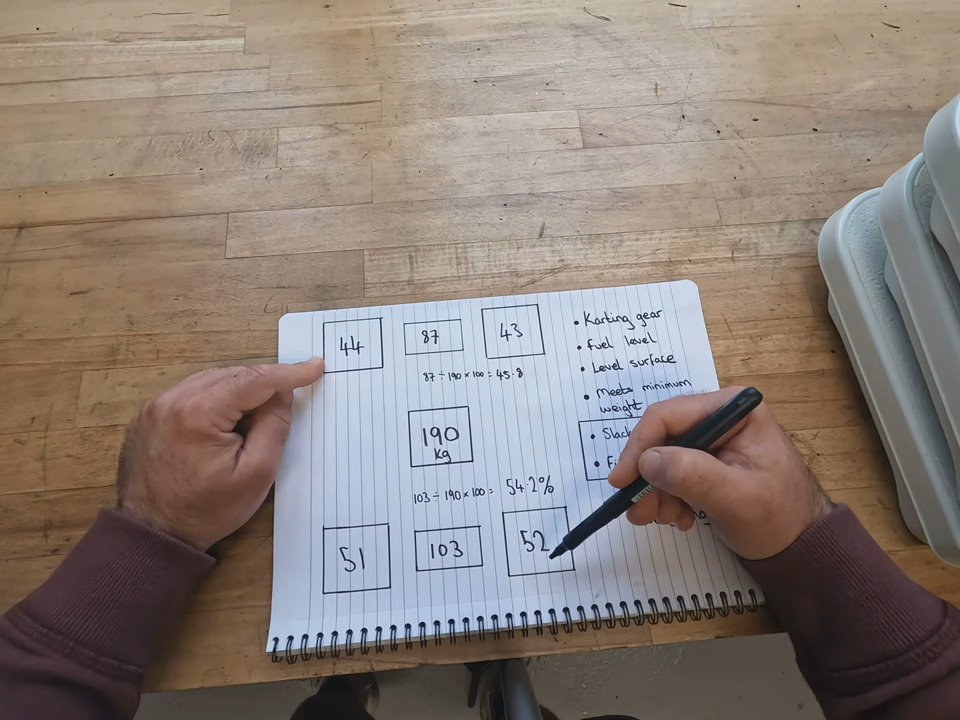 44 87 43
87 ÷ 190 × 100 = 45.8
190
kg
103 ÷ 190 × 100 = 54.2%
51 103 52
• Karting gear
• Fuel level
• Level surface
• Meets minimum
weight
• Slack
•